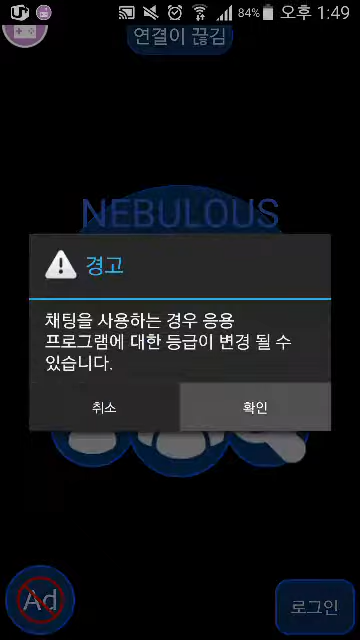 84% 오후 1:49
연결이 끊김
NEBULOUS
경고
채팅을 사용하는 경우 응용
프로그램에 대한 등급이 변경 될 수
있습니다.
취소 확인
Ad
로그인